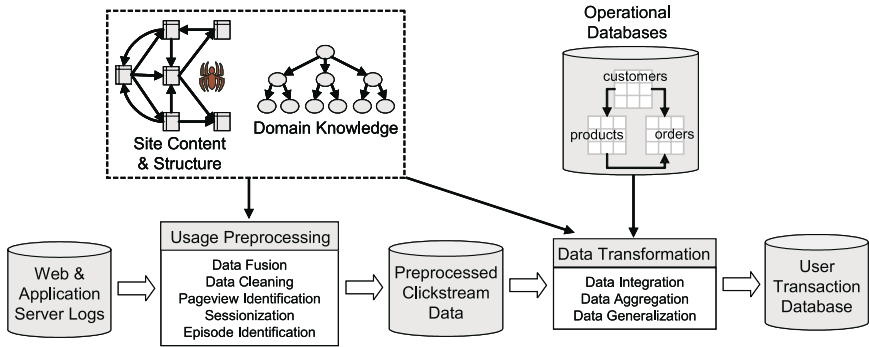 Operational
Databases
customers
products
orders
Site Content
& Structure
Domain Knowledge
Web &
Application
Server Logs
Usage Preprocessing
Data Fusion
Data Cleaning
Pageview Identification
Sessionization
Episode Identification
Preprocessed
Clickstream
Data
Data Transformation
Data Integration
Data Aggregation
Data Generalization
User
Transaction
Database